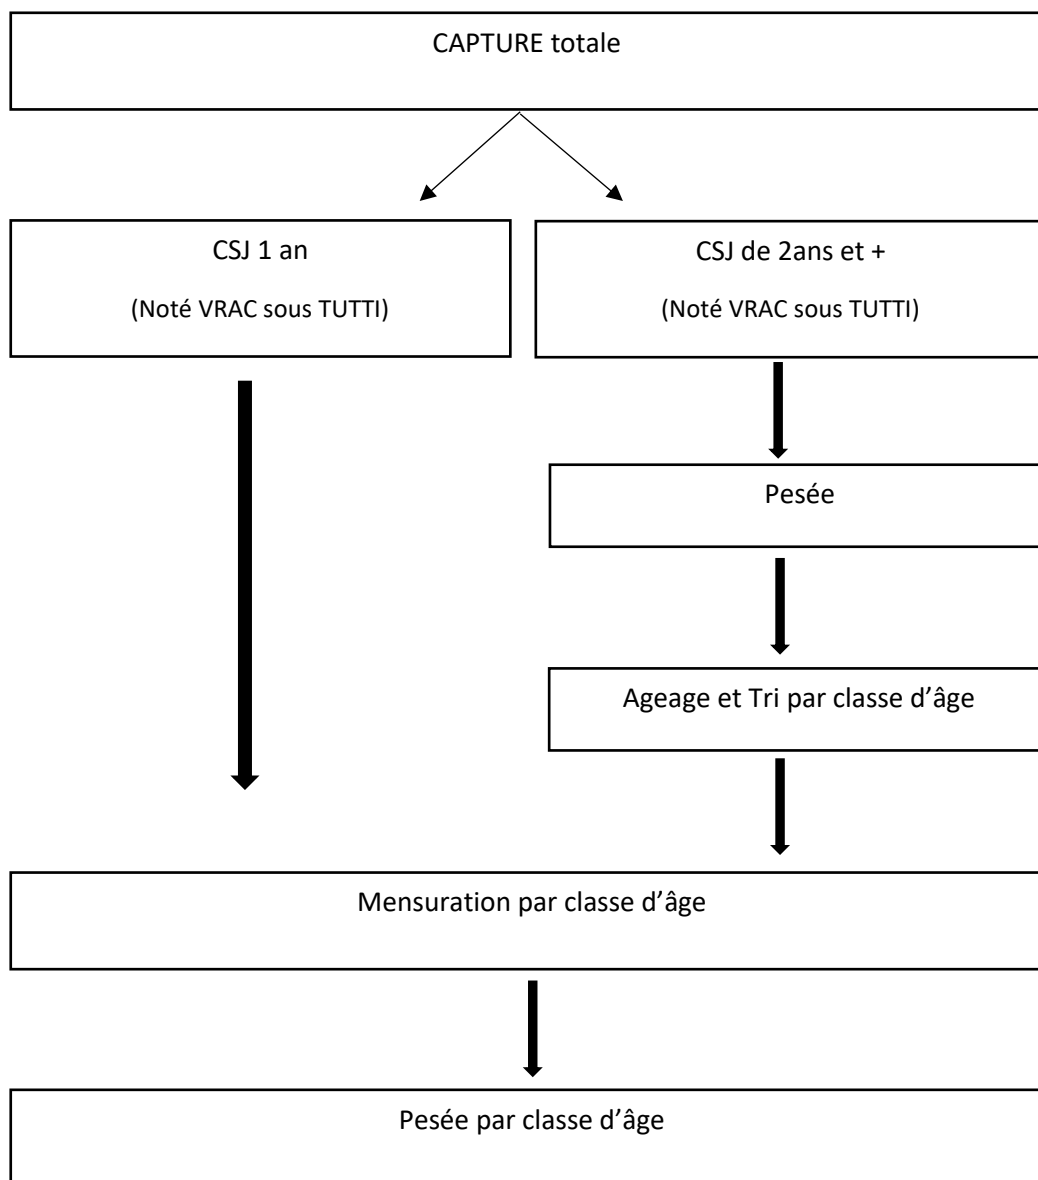 CAPTURE totale
CSJ 1 an
(Noté VRAC sous TUTTI)
CSJ de 2ans et +
(Noté VRAC sous TUTTI)
Pesée
Ageage et Tri par classe d’âge
Mensuration par classe d’âge
Pesée par classe d’âge